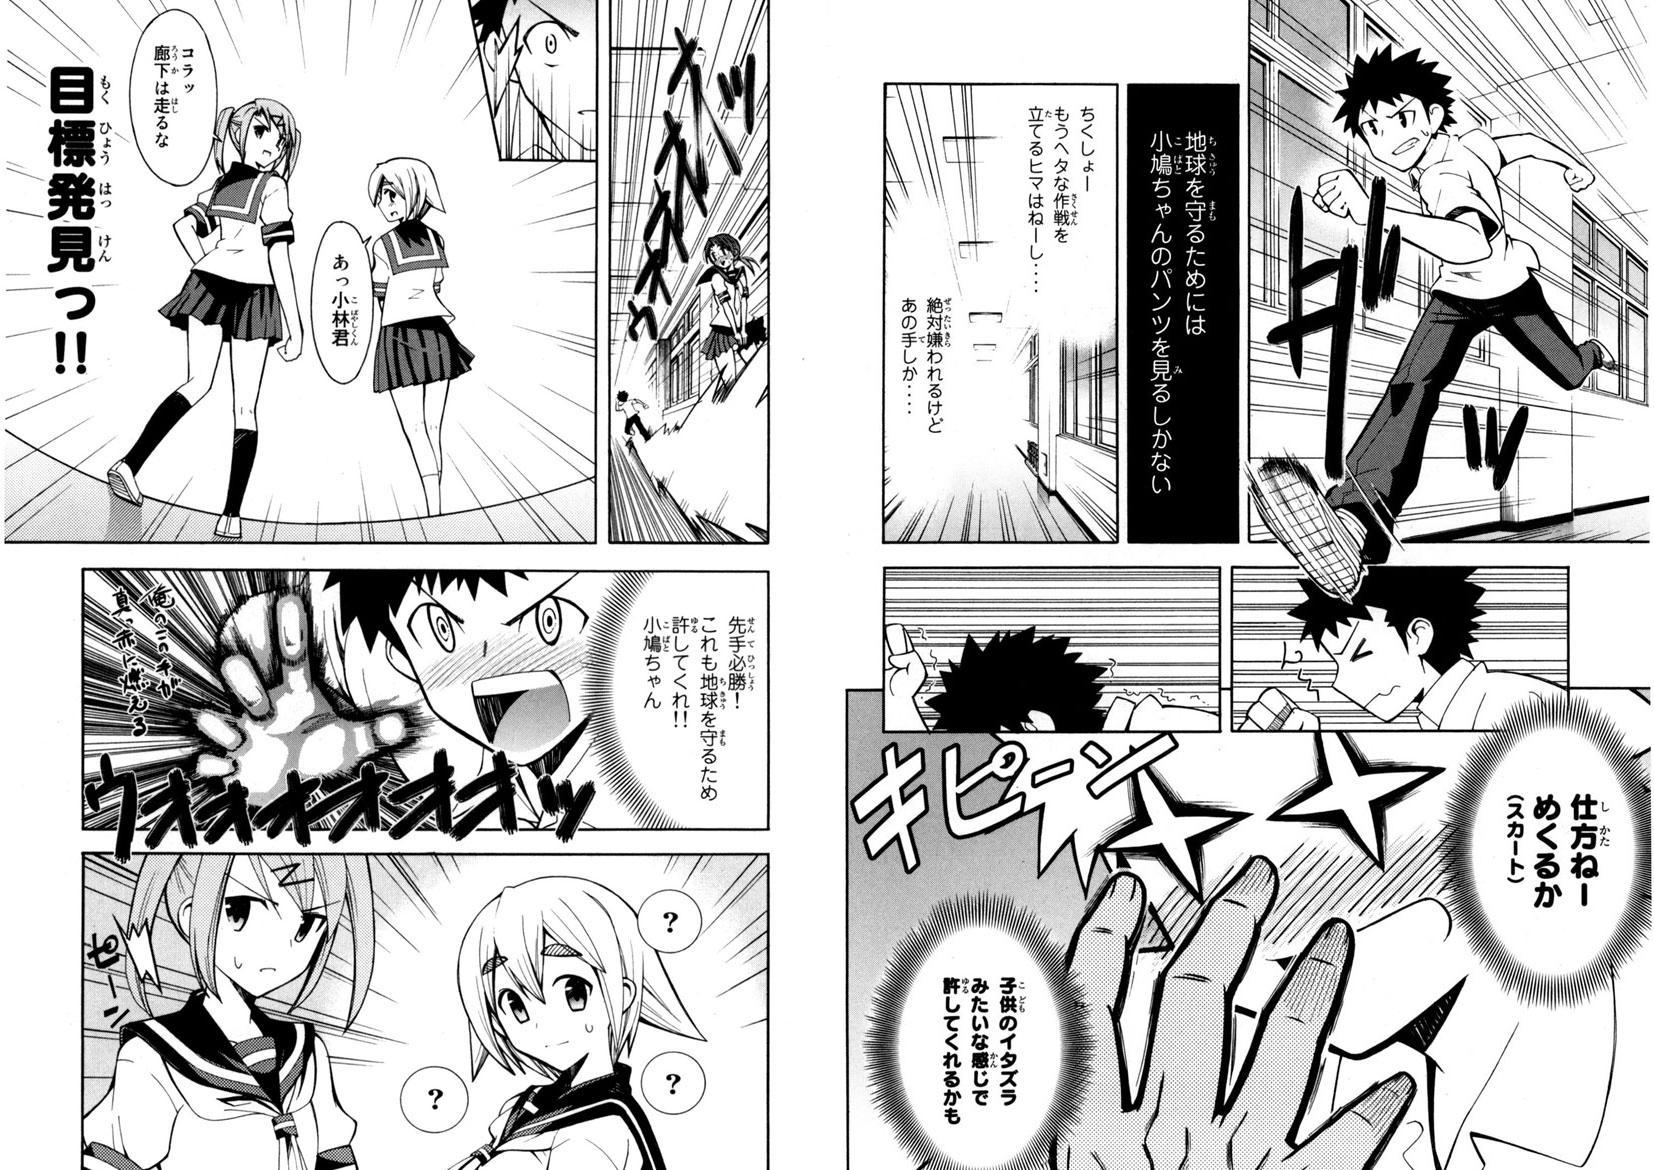 地球を守るためには
小鳩ちゃんのパンツを見るしかない
ダッ
ちくしょー
もうヘタな作戦を
立てるヒマはねーし‥‥
絶対嫌われるけど
あの手しか‥‥
ピ
仕方ねー
めくるか
(スカート)
キピーン
子供のイタズラ
みたいな感じで
許してくれるかも
コラッ
廊下は走るな
あっ小林君
目標発見っ!!
先手必勝!
これも地球を守るため
許してくれ!!
小鳩ちゃん
俺のこの手が
真っ赤に燃える
ウオオオオオオオッ
ピーン
?
?
?